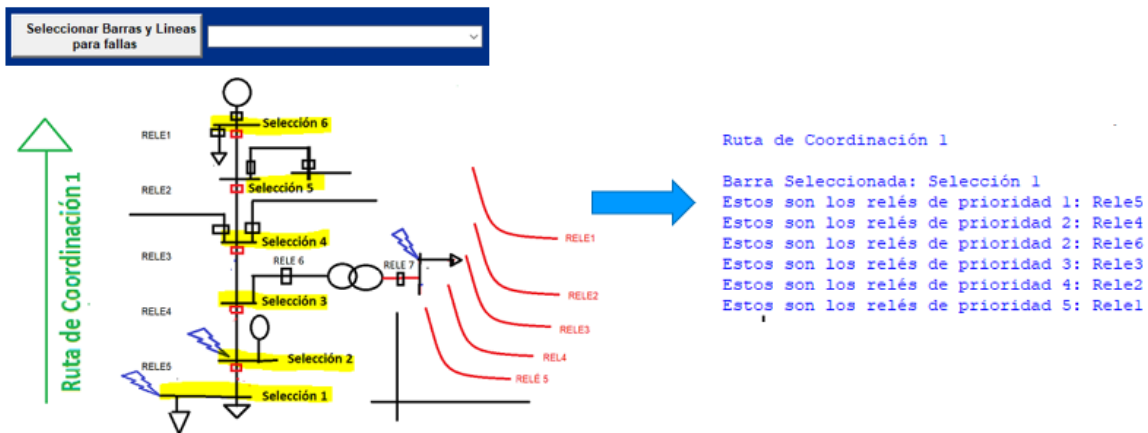 Seleccionar Barras y Lineas
para fallas
Ruta de Coordinación 1
RELE1
Selección 6
RELE2
Selección 5
RELE3
Selección 4
RELE 6
RELE 7
RELE4
Selección 3
RELE5
Selección 2
Selección 1
RELE1
RELE2
RELE3
REL4
RELÉ 5
Ruta de Coordinación 1
Barra Seleccionada: Selección 1
Estos son los relés de prioridad 1: Rele5
Estos son los relés de prioridad 2: Rele4
Estos son los relés de prioridad 2: Rele6
Estos son los relés de prioridad 3: Rele3
Estos son los relés de prioridad 4: Rele2
Estos son los relés de prioridad 5: Rele1